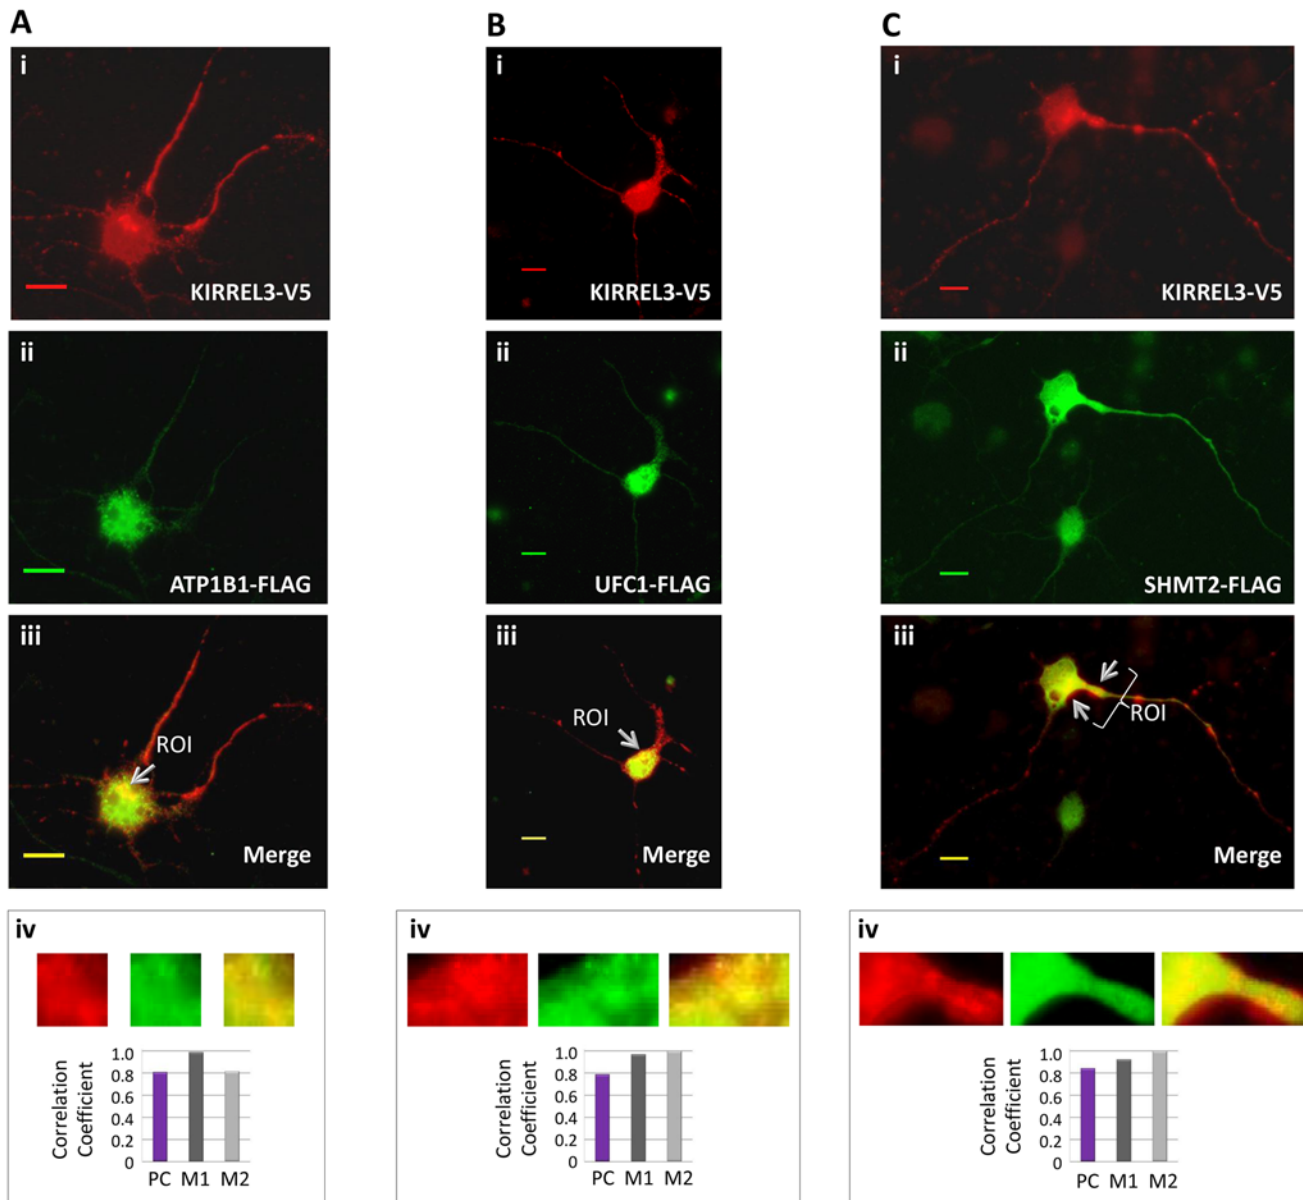 A
B
C
i
KIRREL3-V5
i
KIRREL3-V5
i
KIRREL3-V5
ii
ATP1B1-FLAG
ii
UFC1-FLAG
ii
SHMT2-FLAG
iii
ROI
Merge
iii
ROI
Merge
iii
ROI
Merge
iv
Correlation
Coefficient
1.0
0.8
0.6
0.4
0.2
0
PC M1 M2
iv
Correlation
Coefficient
1.0
0.8
0.6
0.4
0.2
0
PC M1 M2
iv
Correlation
Coefficient
1.0
0.8
0.6
0.4
0.2
0
PC M1 M2